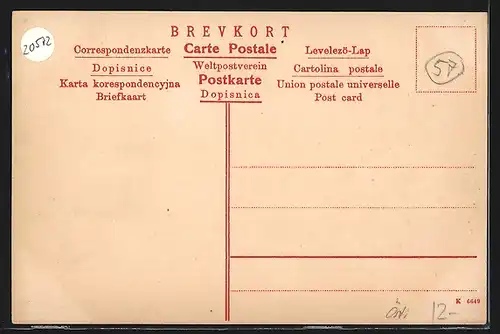 20572
BREVKORT
Correspondenzkarte Carte Postale Levelező-Lap
Dopisnice Weltpostverein Cartolina postale
Karta korespondencyjna Postkarte Union postale universelle
Briefkaart Dopisnica Post card
57
K 6649
12-